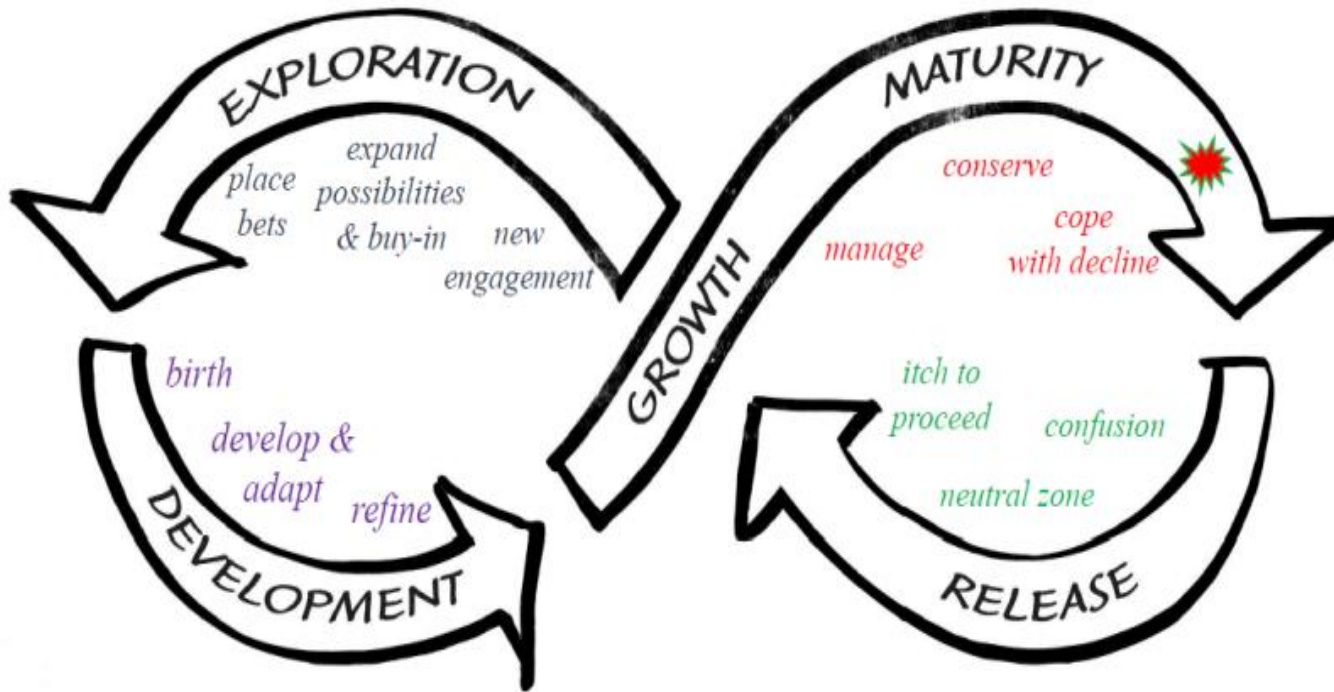 EXPLORATION
place
bets
expand
possibilities
& buy-in
new
engagement
birth
develop &
adapt
refine
DEVELOPMENT
GROWTH
MATURITY
conserve
manage
cope
with decline
itch to
proceed
confusion
neutral zone
RELEASE